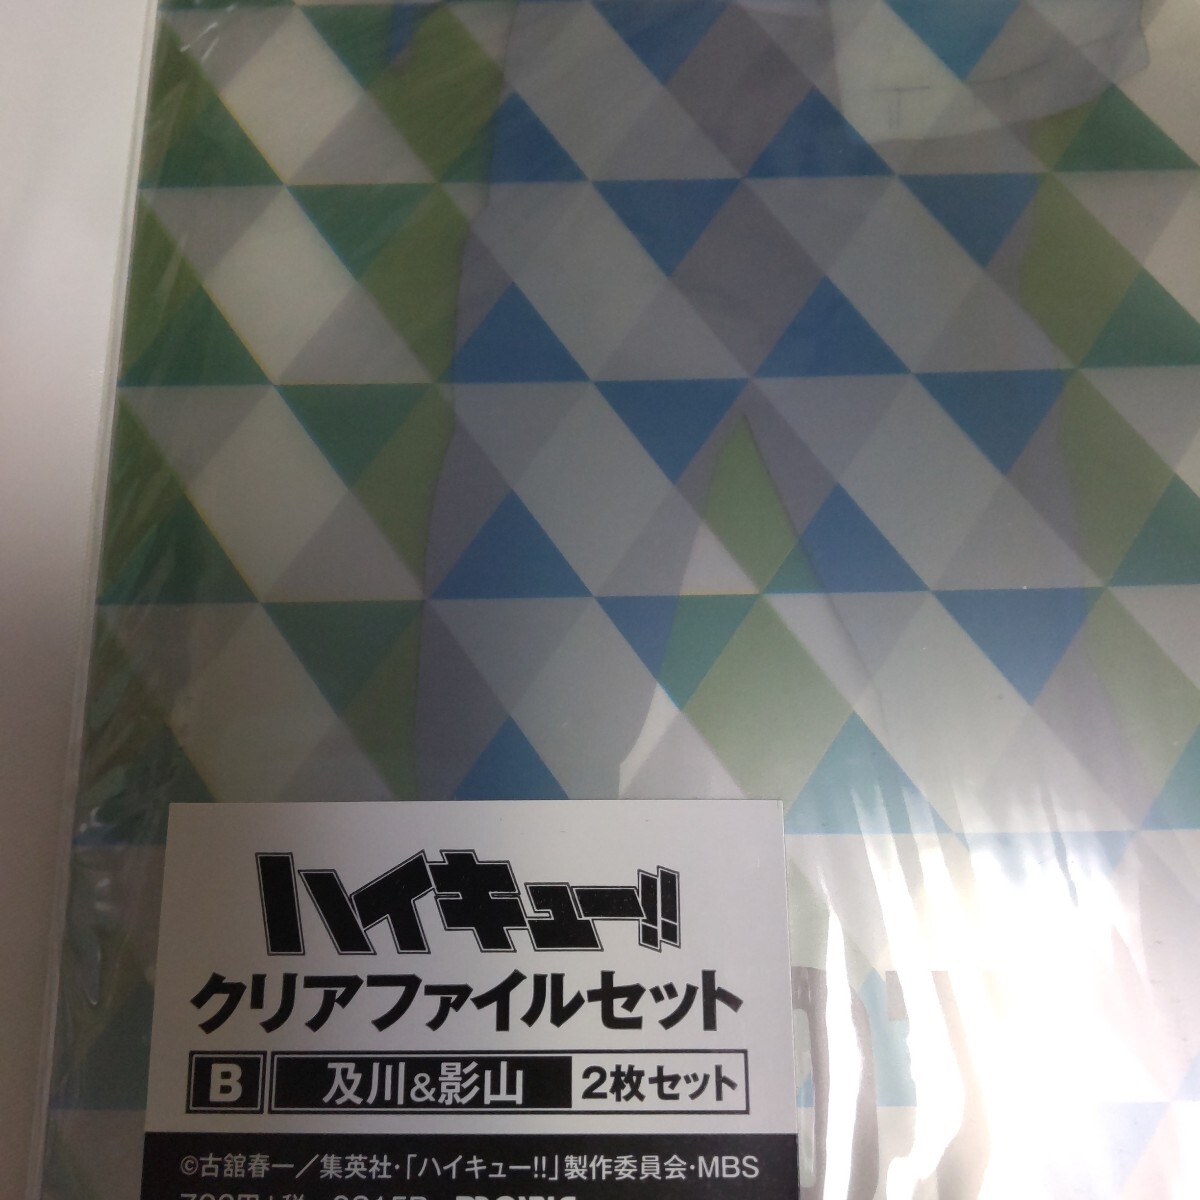 ハイキュー!!
クリアファイルセット
B 及川&影山 2枚セット
©古舘春一／集英社・「ハイキュー!!」製作委員会・MBS